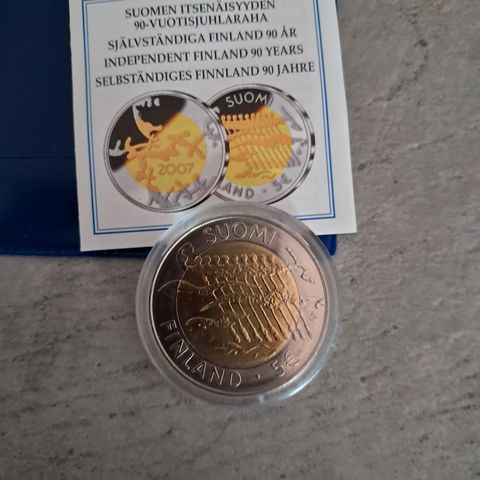 SUOMEN ITSENÄISYYDEN
90-VUOTISJUHLARAHA
SJÄLVSTÄNDIGA FINLAND 90 ÅR
INDEPENDENT FINLAND 90 YEARS
SELBSTÄNDIGES FINNLAND 90 JAHRE
2007
SUOMI
FINLAND · 5€
SUOMI
FINLAND · 5€